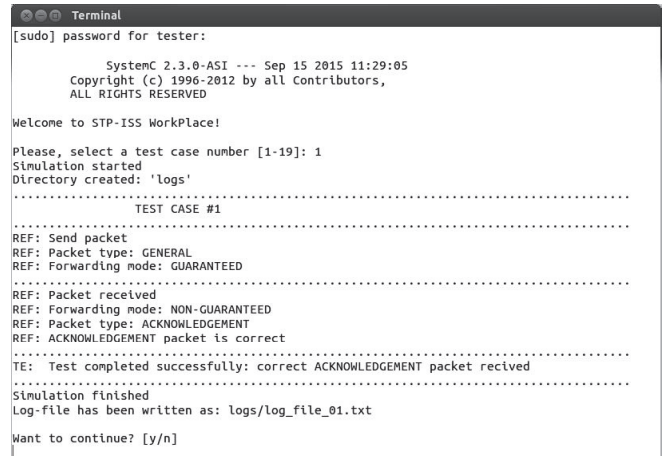 Terminal
[sudo] password for tester:
SystemC 2.3.0-ASI --- Sep 15 2015 11:29:05
Copyright (c) 1996-2012 by all Contributors,
ALL RIGHTS RESERVED
Welcome to STP-ISS WorkPlace!
Please, select a test case number [1-19]: 1
Simulation started
Directory created: 'logs'
................................................................................
TEST CASE #1
................................................................................
REF: Send packet
REF: Packet type: GENERAL
REF: Forwarding mode: GUARANTEED
................................................................................
REF: Packet received
REF: Forwarding mode: NON-GUARANTEED
REF: Packet type: ACKNOWLEDGEMENT
REF: ACKNOWLEDGEMENT packet is correct
................................................................................
TE:  Test completed successfully: correct ACKNOWLEDGEMENT packet recived
................................................................................
Simulation finished
Log-file has been written as: logs/log_file_01.txt
Want to continue? [y/n]